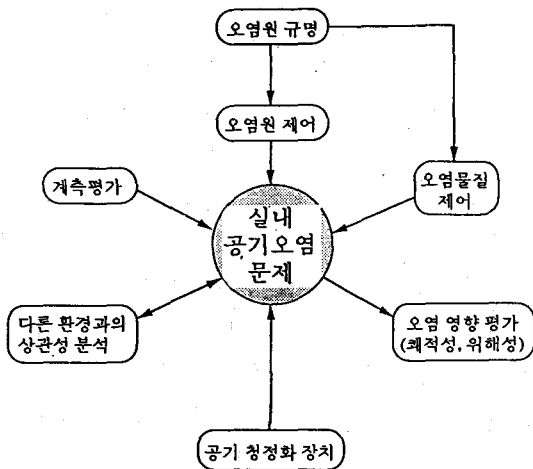 오염원 규명
오염원 제어
계측평가
오염물질
제어
실내
공기오염
문제
다른 환경과의
상관성 분석
오염 영향 평가
(쾌적성, 위해성)
공기 청정화 장치